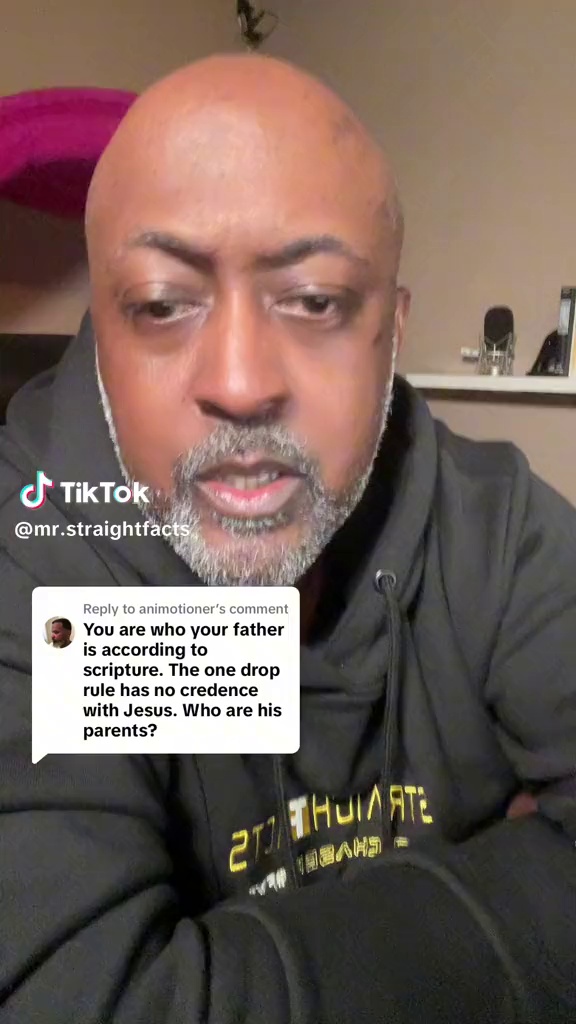 TikTok
@mr.straightfacts
Reply to animotioner's comment
You are who your father
is according to
scripture. The one drop
rule has no credence
with Jesus. Who are his
parents?